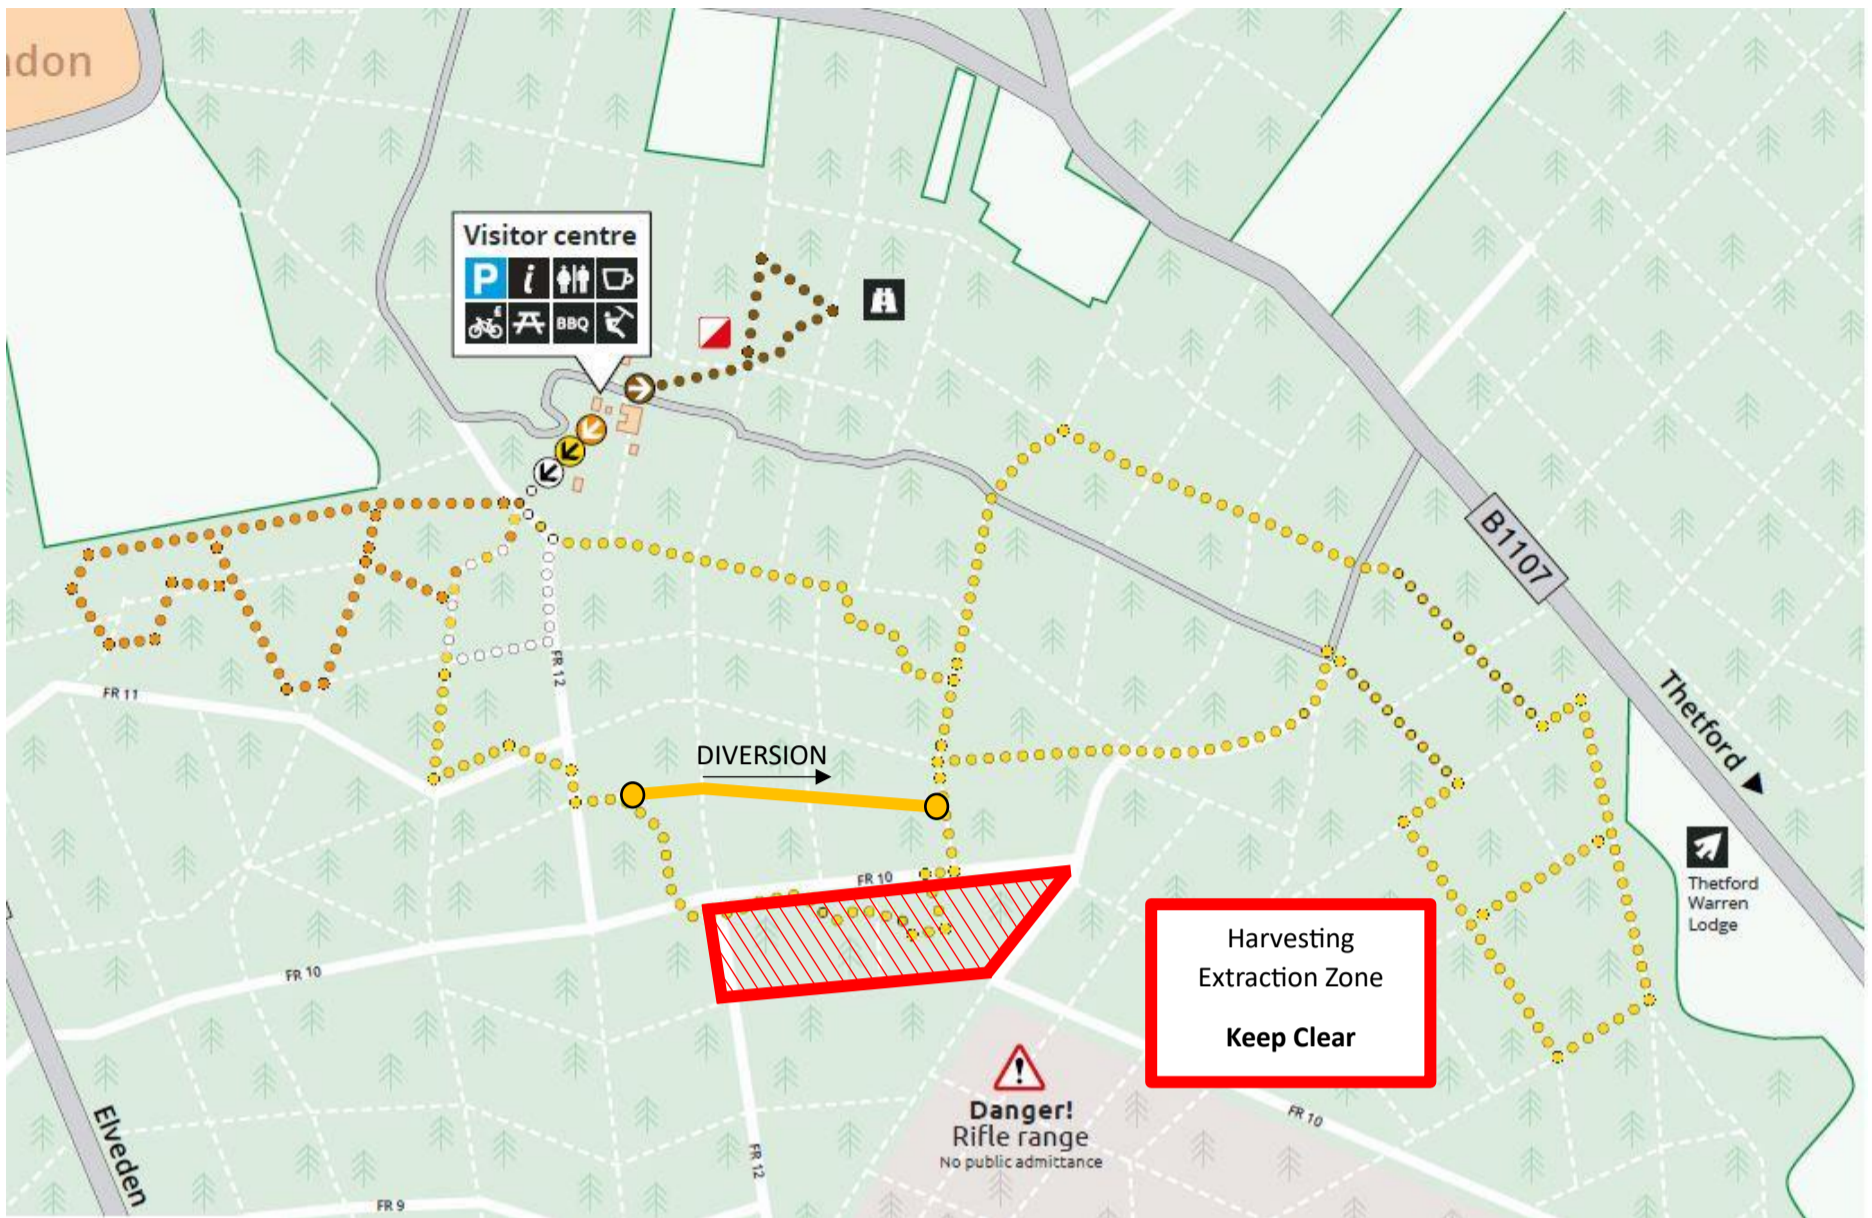 don
Visitor centre
P i
£
BBQ
B1107
Thetford
FR 11
FR 12
DIVERSION
FR 10
Thetford
Warren
Lodge
Harvesting
Extraction Zone
Keep Clear
FR 10
Danger!
Rifle range
No public admittance
FR 10
Elveden
FR 12
FR 9